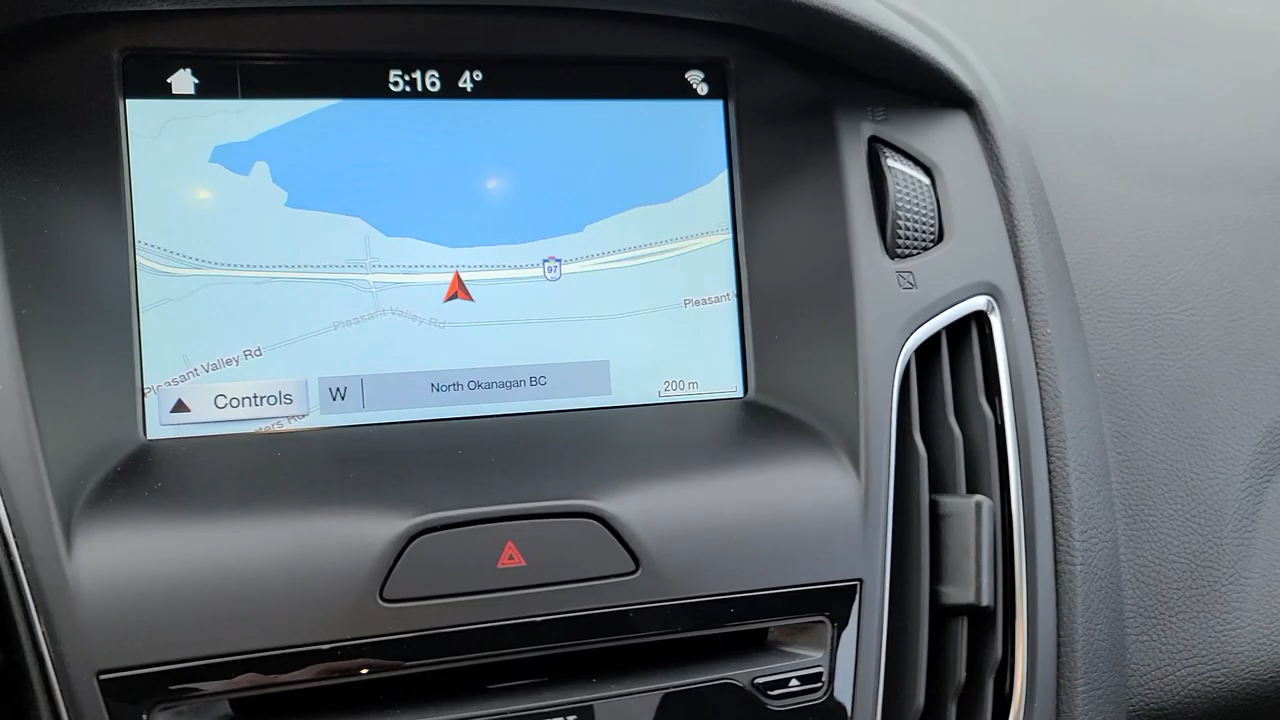 5:16 4°
97
Pleasant
Pleasant Valley Rd
Pleasant Valley Rd
W North Okanagan BC
200 m
Controls